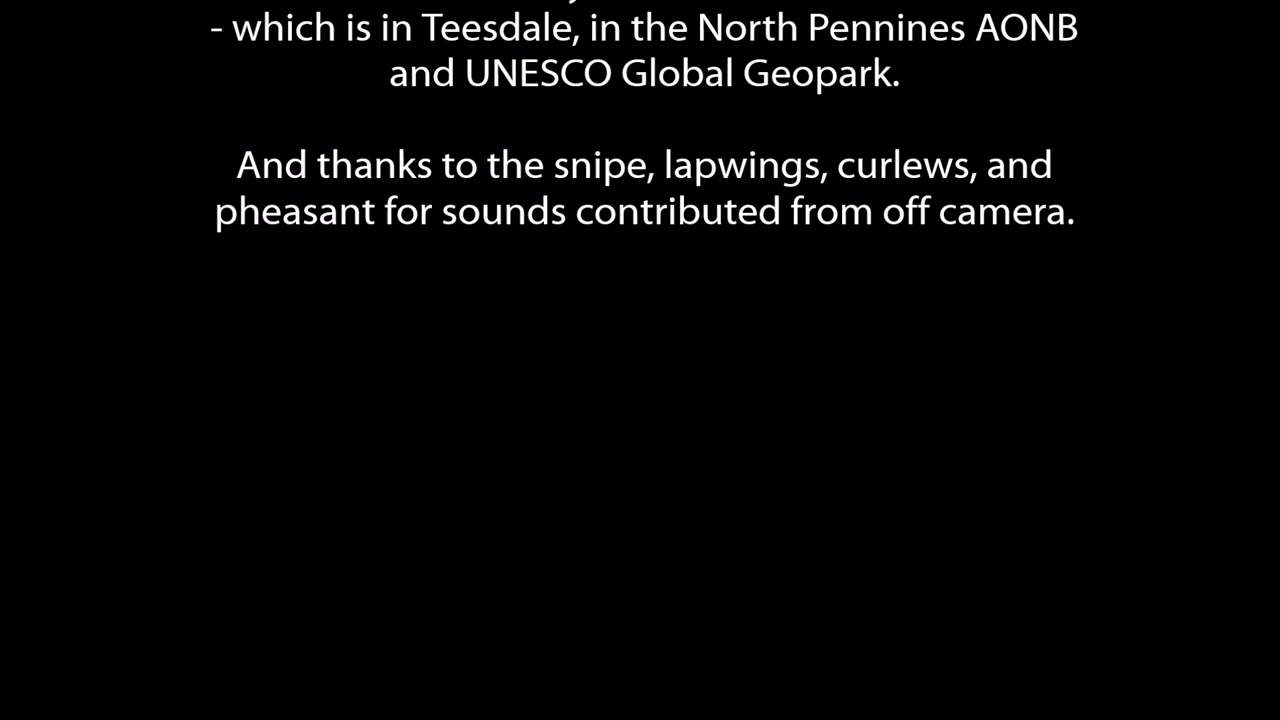 - which is in Teesdale, in the North Pennines AONB
and UNESCO Global Geopark.
And thanks to the snipe, lapwings, curlews, and
pheasant for sounds contributed from off camera.